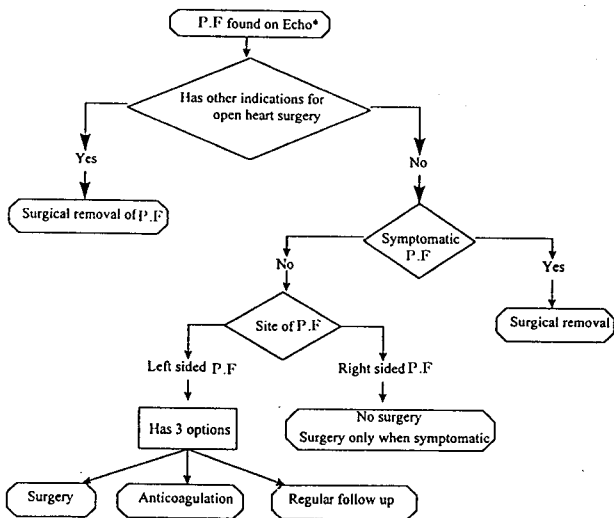 P.F found on Echo*
Has other indications for
open heart surgery
Yes
No
Surgical removal of P.F
Symptomatic
P.F
No
Yes
Site of P.F
Surgical removal
Left sided P.F
Right sided P.F
Has 3 options
No surgery
Surgery only when symptomatic
Surgery
Anticoagulation
Regular follow up